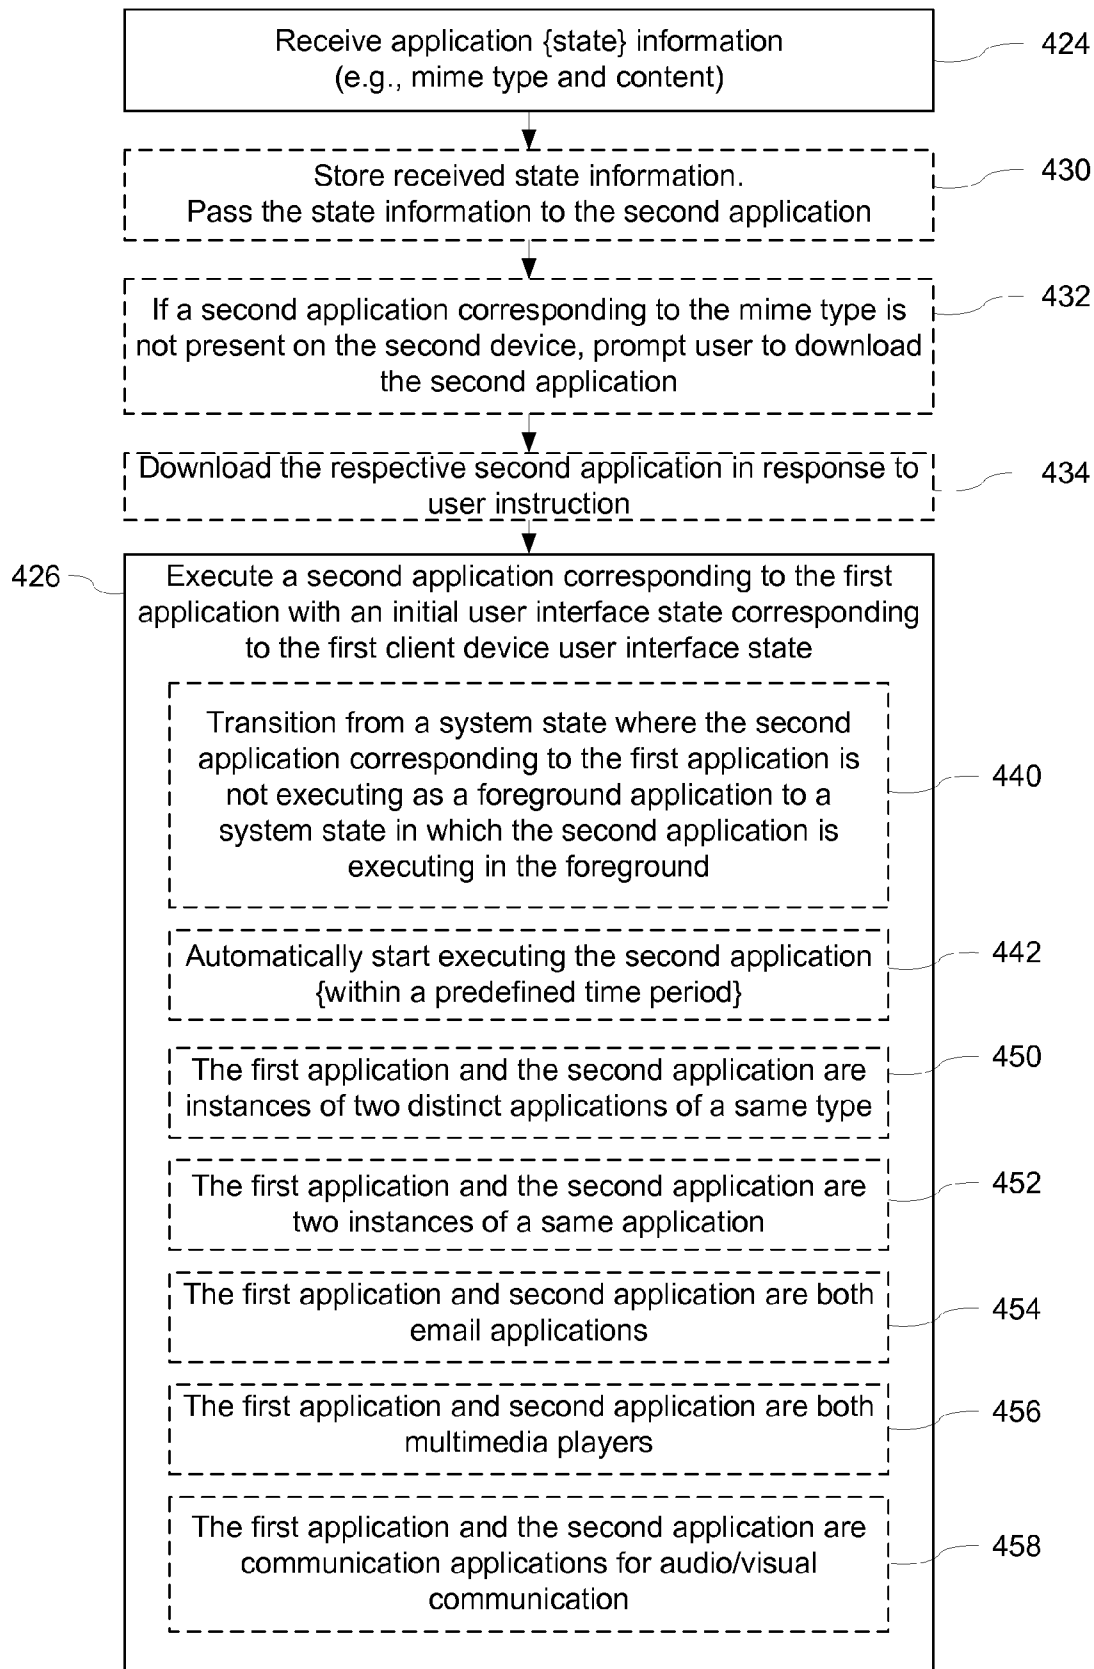 Receive application {state} information
(e.g., mime type and content)
424
Store received state information.
Pass the state information to the second application
430
If a second application corresponding to the mime type is
not present on the second device, prompt user to download
the second application
432
Download the respective second application in response to
user instruction
434
426
Execute a second application corresponding to the first
application with an initial user interface state corresponding
to the first client device user interface state
Transition from a system state where the second
application corresponding to the first application is
not executing as a foreground application to a
system state in which the second application is
executing in the foreground
440
Automatically start executing the second application
{within a predefined time period}
442
The first application and the second application are
instances of two distinct applications of a same type
450
The first application and the second application are
two instances of a same application
452
The first application and second application are both
email applications
454
The first application and second application are both
multimedia players
456
The first application and the second application are
communication applications for audio/visual
communication
458